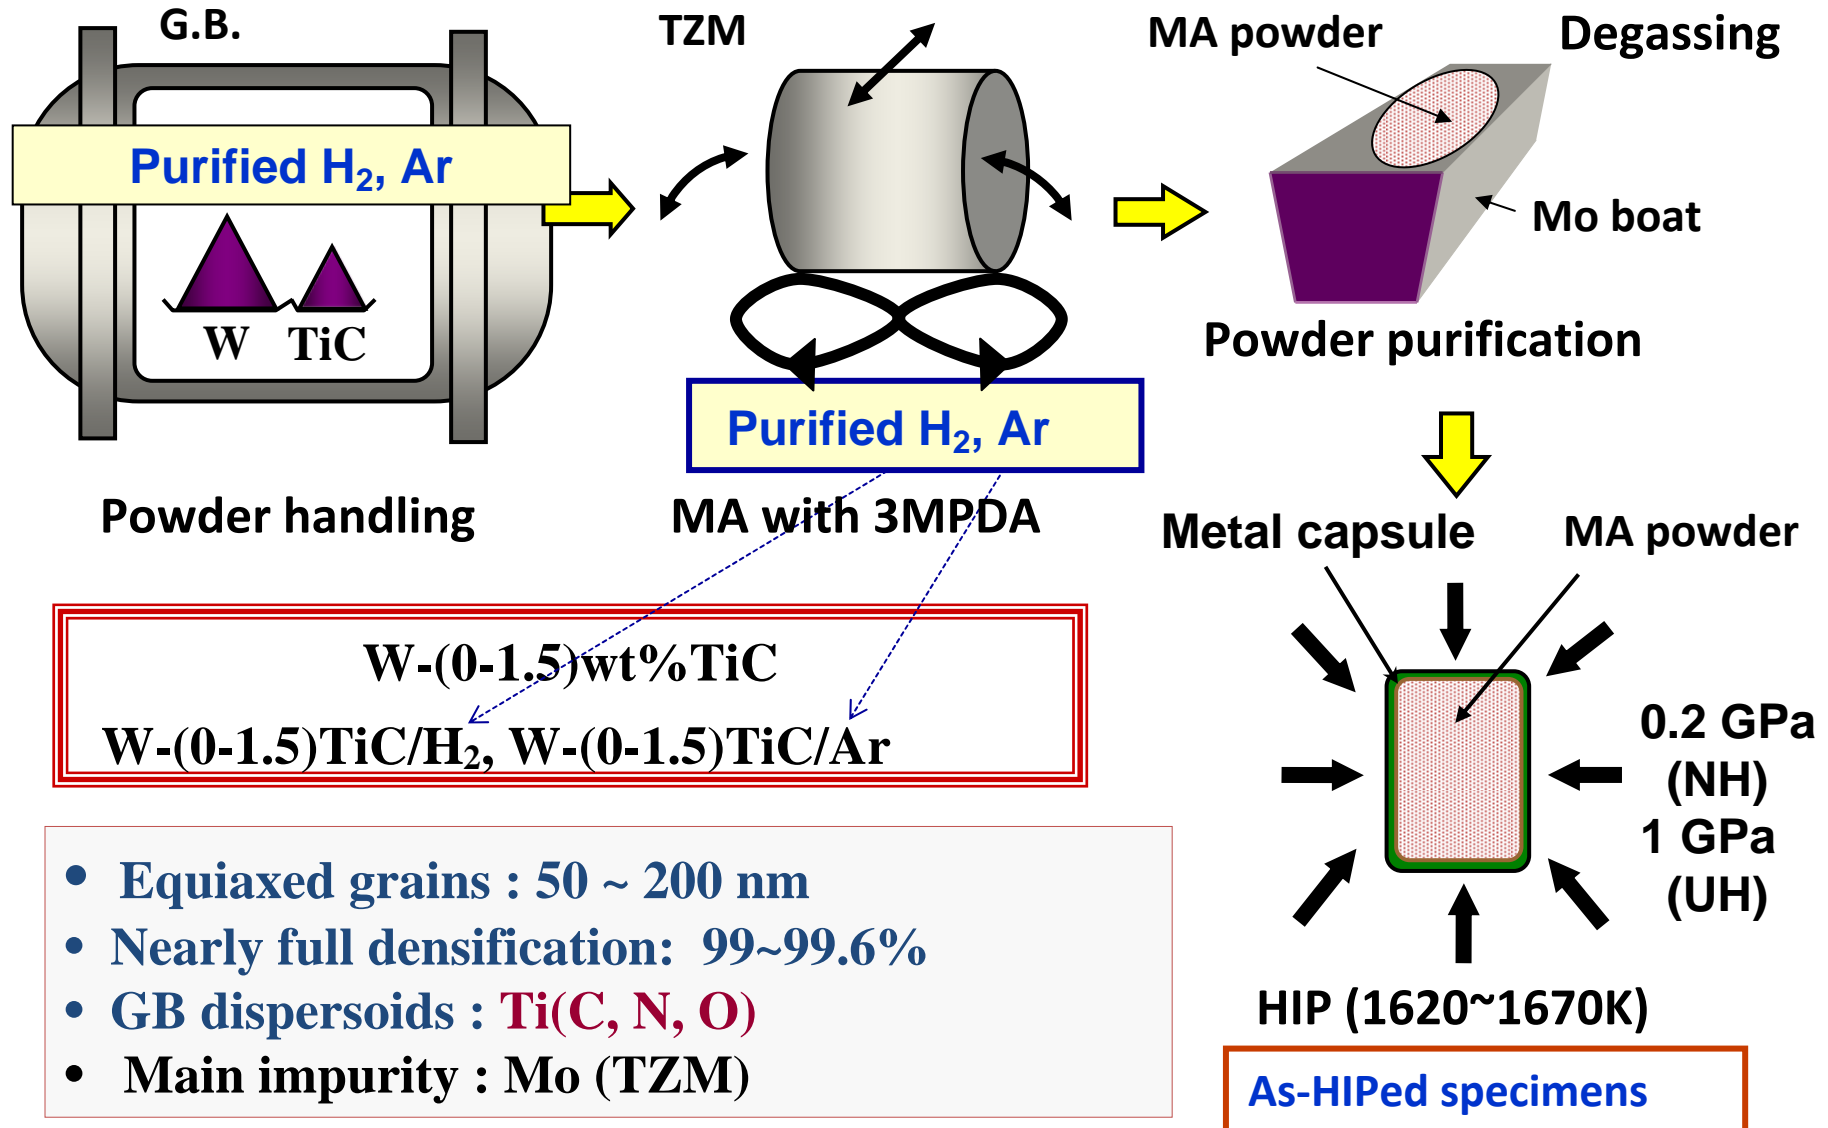 G.B.
Purified H₂, Ar
W TiC
Powder handling
TZM
Purified H₂, Ar
MA with 3MPDA
MA powder
Degassing
Mo boat
Powder purification
Metal capsule
MA powder
0.2 GPa
(NH)
1 GPa
(UH)
HIP (1620~1670K)
As-HIPed specimens
W-(0-1.5)wt%TiC
W-(0-1.5)TiC/H₂, W-(0-1.5)TiC/Ar
• Equiaxed grains : 50 ~ 200 nm
• Nearly full densification: 99~99.6%
• GB dispersoids : Ti(C, N, O)
• Main impurity : Mo (TZM)